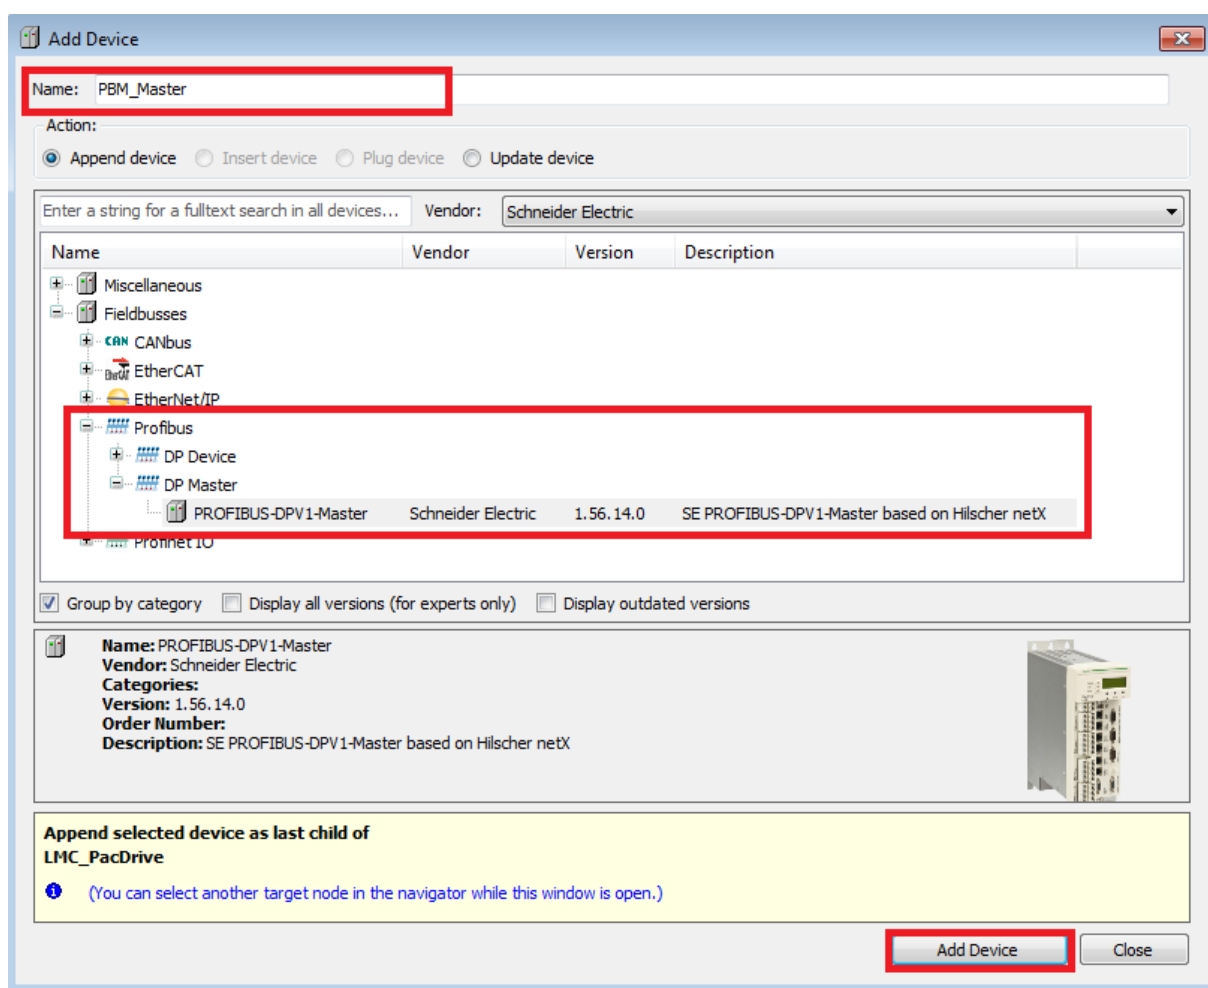 Add Device
Name: PBM_Master
Action:
Append device Insert device Plug device Update device
Enter a string for a fulltext search in all devices... Vendor: Schneider Electric
Name Vendor Version Description
Miscellaneous
Fieldbusses
CAN CANbus
EtherCAT
EtherNet/IP
Profibus
DP Device
DP Master
PROFIBUS-DPV1-Master Schneider Electric 1.56.14.0 SE PROFIBUS-DPV1-Master based on Hilscher netX
Profinet IO
Group by category Display all versions (for experts only) Display outdated versions
Name: PROFIBUS-DPV1-Master
Vendor: Schneider Electric
Categories:
Version: 1.56.14.0
Order Number:
Description: SE PROFIBUS-DPV1-Master based on Hilscher netX
Append selected device as last child of
LMC_PacDrive
(You can select another target node in the navigator while this window is open.)
Add Device Close